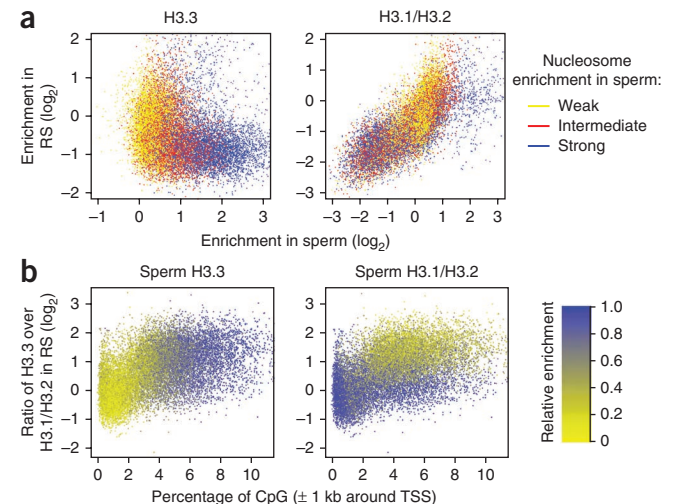 a
H3.3
H3.1/H3.2
Enrichment in
RS (log2)
2
1
0
−1
−2
−1 0 1 2 3
2
1
0
−1
−2
−3
−3 −2 −1 0 1 2 3
Enrichment in sperm (log2)
Nucleosome
enrichment in sperm:
Weak
Intermediate
Strong
b
Sperm H3.3
Sperm H3.1/H3.2
Ratio of H3.3 over
H3.1/H3.2 in RS (log2)
3
2
1
0
−1
−2
0 2 4 6 8 10
3
2
1
0
−1
−2
0 2 4 6 8 10
Percentage of CpG (± 1 kb around TSS)
Relative enrichment
1.0
0.8
0.6
0.4
0.2
0